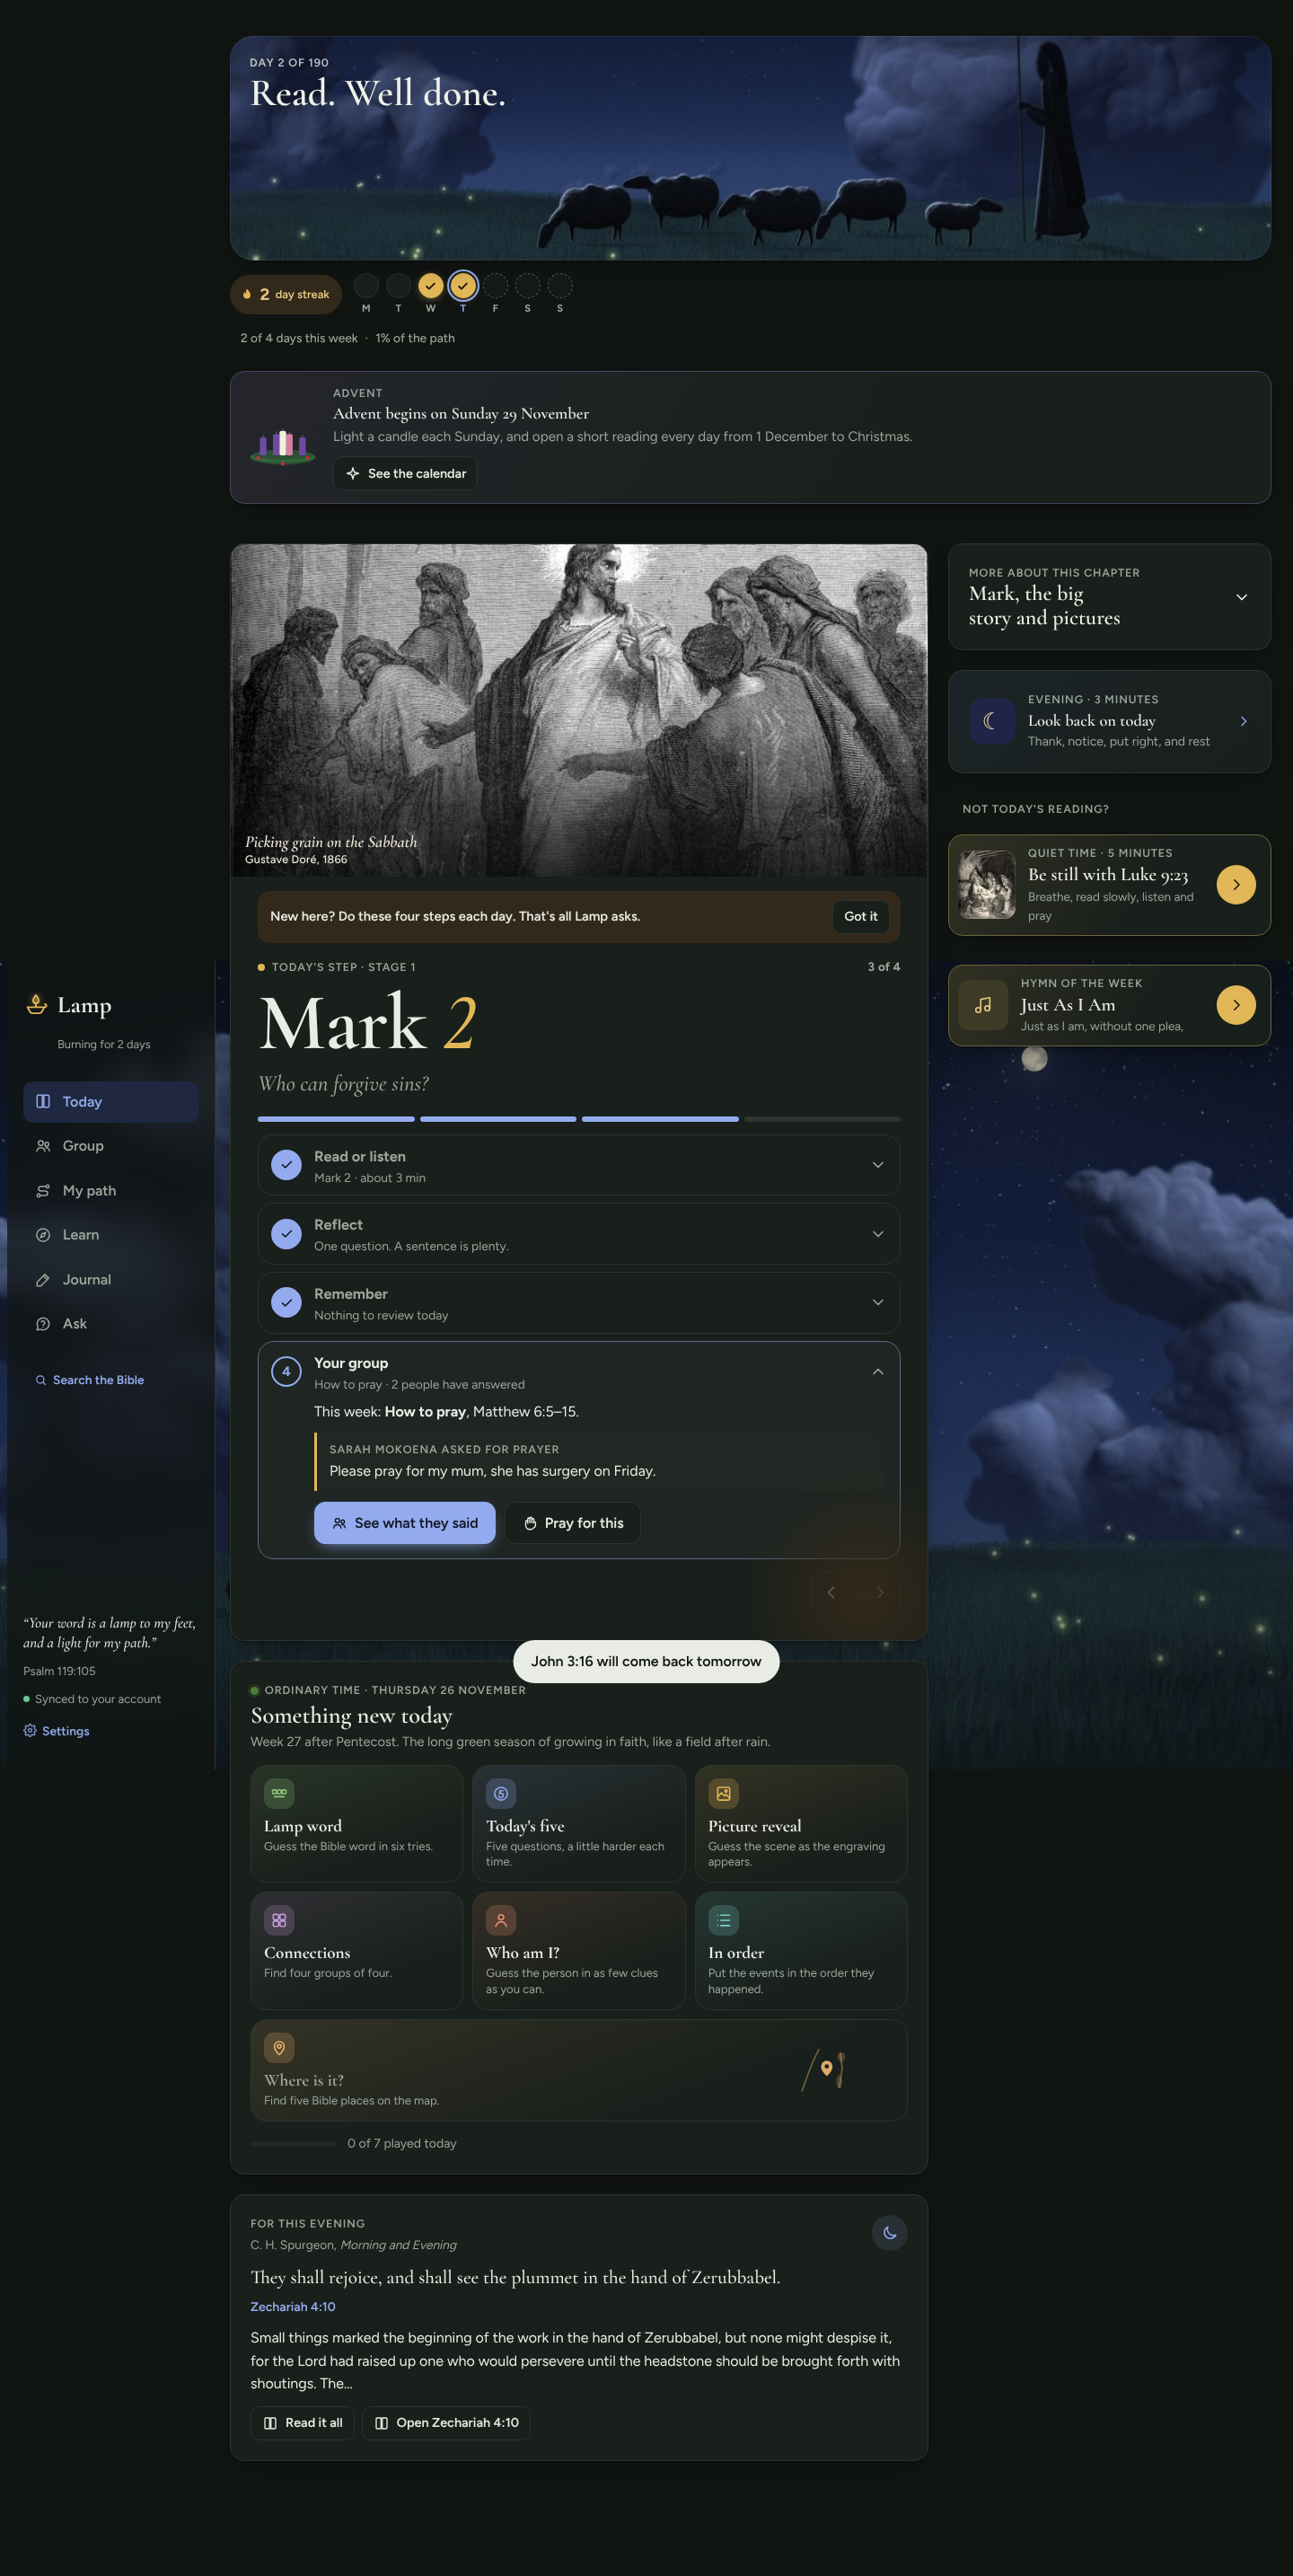 DAY 2 OF 190
Read. Well done.
2 day streak
M T W T F S S
2 of 4 days this week · 1% of the path
ADVENT
Advent begins on Sunday 29 November
Light a candle each Sunday, and open a short reading every day from 1 December to Christmas.
See the calendar
Picking grain on the Sabbath
Gustave Doré, 1866
New here? Do these four steps each day. That's all Lamp asks.
Got it
TODAY'S STEP · STAGE 1
3 of 4
Mark 2
Who can forgive sins?
Read or listen
Mark 2 · about 3 min
Reflect
One question. A sentence is plenty.
Remember
Nothing to review today
4
Your group
How to pray · 2 people have answered
This week: How to pray, Matthew 6:5–15.
SARAH MOKOENA ASKED FOR PRAYER
Please pray for my mum, she has surgery on Friday.
See what they said
Pray for this
MORE ABOUT THIS CHAPTER
Mark, the big
story and pictures
EVENING · 3 MINUTES
Look back on today
Thank, notice, put right, and rest
NOT TODAY'S READING?
QUIET TIME · 5 MINUTES
Be still with Luke 9:23
Breathe, read slowly, listen and
pray
HYMN OF THE WEEK
Just As I Am
Just as I am, without one plea,
Lamp
Burning for 2 days
Today
Group
My path
Learn
Journal
Ask
Search the Bible
“Your word is a lamp to my feet,
and a light for my path.”
Psalm 119:105
Synced to your account
Settings
John 3:16 will come back tomorrow
ORDINARY TIME · THURSDAY 26 NOVEMBER
Something new today
Week 27 after Pentecost. The long green season of growing in faith, like a field after rain.
Lamp word
Guess the Bible word in six tries.
5
Today's five
Five questions, a little harder each
time.
Picture reveal
Guess the scene as the engraving
appears.
Connections
Find four groups of four.
Who am I?
Guess the person in as few clues
as you can.
In order
Put the events in the order they
happened.
Where is it?
Find five Bible places on the map.
0 of 7 played today
FOR THIS EVENING
C. H. Spurgeon, Morning and Evening
They shall rejoice, and shall see the plummet in the hand of Zerubbabel.
Zechariah 4:10
Small things marked the beginning of the work in the hand of Zerubbabel, but none might despise it,
for the Lord had raised up one who would persevere until the headstone should be brought forth with
shoutings. The…
Read it all
Open Zechariah 4:10